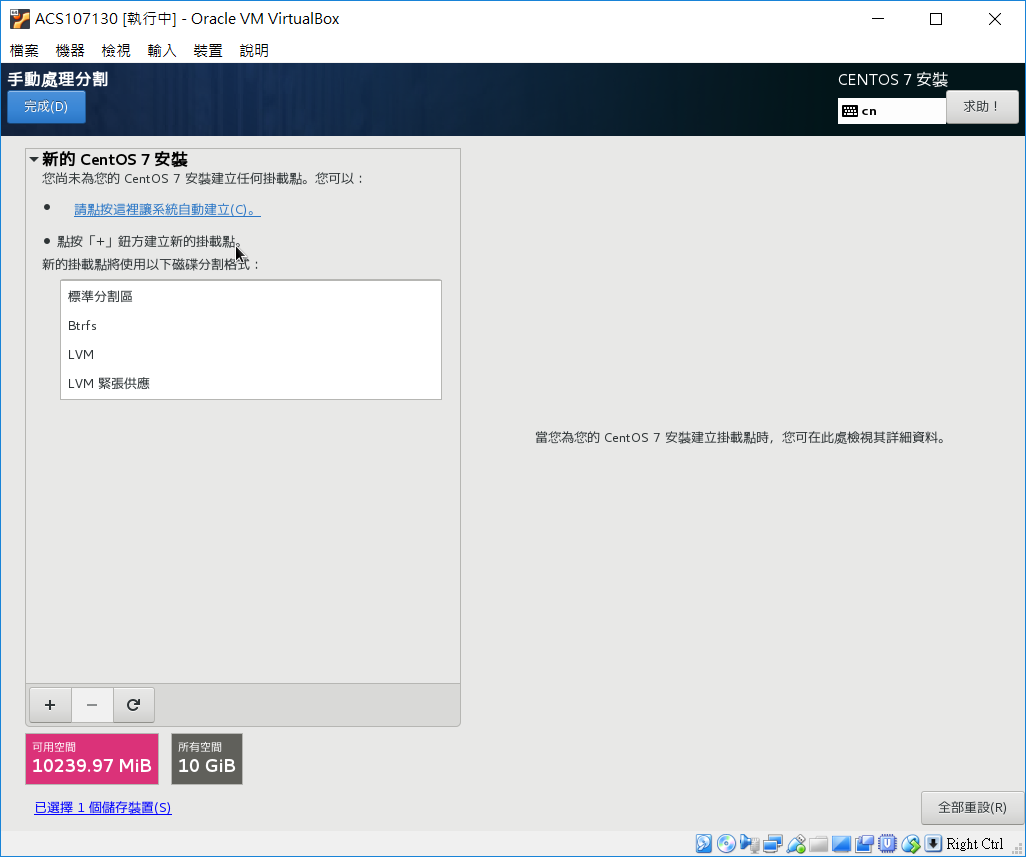 ACS107130 [執行中] - Oracle VM VirtualBox
檔案 機器 檢視 輸入 裝置 說明
手動處理分割
CENTOS 7 安裝
完成(D)
cn
求助！
新的 CentOS 7 安裝
您尚未為您的 CentOS 7 安裝建立任何掛載點。您可以：
• 請點按這裡讓系統自動建立(C)。
• 點按「+」鈕方建立新的掛載點。
新的掛載點將使用以下磁碟分割格式：
標準分割區
Btrfs
LVM
LVM 緊張供應
當您為您的 CentOS 7 安裝建立掛載點時，您可在此處檢視其詳細資料。
可用空間
10239.97 MiB
所有空間
10 GiB
已選擇 1 個儲存裝置(S)
全部重設(R)
Right Ctrl